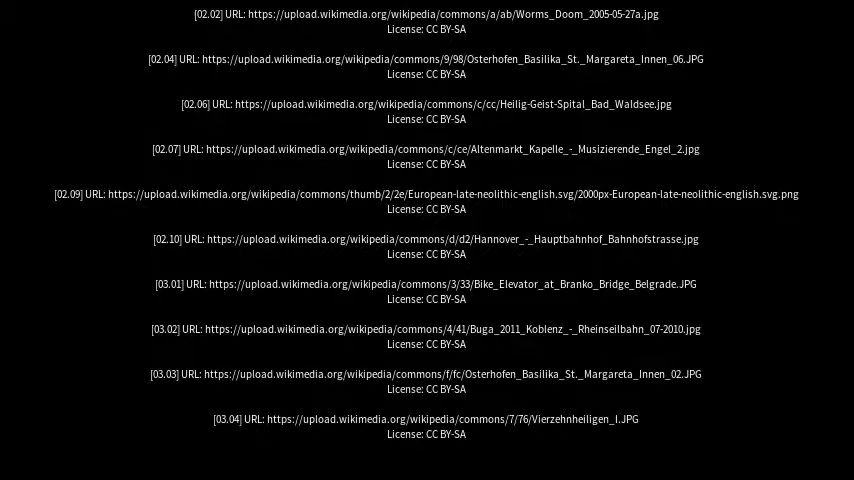 [02.02] URL: https://upload.wikimedia.org/wikipedia/commons/a/ab/Worms_Doom_2005-05-27a.jpg
License: CC BY-SA
[02.04] URL: https://upload.wikimedia.org/wikipedia/commons/9/98/Osterhofen_Basilika_St._Margareta_Innen_06.JPG
License: CC BY-SA
[02.06] URL: https://upload.wikimedia.org/wikipedia/commons/c/cc/Heilig-Geist-Spital_Bad_Waldsee.jpg
License: CC BY-SA
[02.07] URL: https://upload.wikimedia.org/wikipedia/commons/c/ce/Altenmarkt_Kapelle_-_Musizierende_Engel_2.jpg
License: CC BY-SA
[02.09] URL: https://upload.wikimedia.org/wikipedia/commons/thumb/2/2e/European-late-neolithic-english.svg/2000px-European-late-neolithic-english.svg.png
License: CC BY-SA
[02.10] URL: https://upload.wikimedia.org/wikipedia/commons/d/d2/Hannover_-_Hauptbahnhof_Bahnhofstrasse.jpg
License: CC BY-SA
[03.01] URL: https://upload.wikimedia.org/wikipedia/commons/3/33/Bike_Elevator_at_Branko_Bridge_Belgrade.JPG
License: CC BY-SA
[03.02] URL: https://upload.wikimedia.org/wikipedia/commons/4/41/Buga_2011_Koblenz_-_Rheinseilbahn_07-2010.jpg
License: CC BY-SA
[03.03] URL: https://upload.wikimedia.org/wikipedia/commons/f/fc/Osterhofen_Basilika_St._Margareta_Innen_02.JPG
License: CC BY-SA
[03.04] URL: https://upload.wikimedia.org/wikipedia/commons/7/76/Vierzehnheiligen_I.JPG
License: CC BY-SA